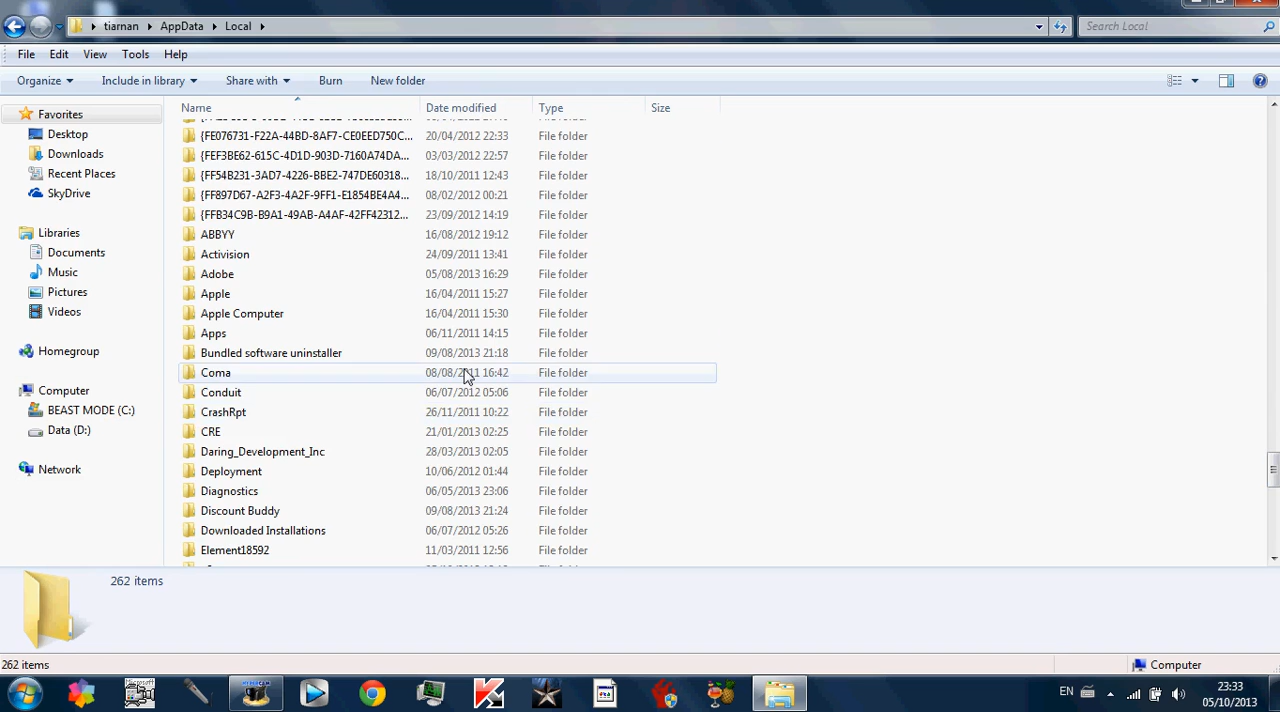 tiarnan AppData Local Search Local
File Edit View Tools Help
Organize Include in library Share with Burn New folder
Name Date modified Type Size
Favorites
Desktop
Downloads
Recent Places
SkyDrive
Libraries
Documents
Music
Pictures
Videos
Homegroup
Computer
BEAST MODE (C:)
Data (D:)
Network
{FE076731-F22A-44BD-8AF7-CE0EED750C... 20/04/2012 22:33 File folder
{FEF3BE62-615C-4D1D-903D-7160A74DA... 03/03/2012 22:57 File folder
{FF54B231-3AD7-4226-BBE2-747DE60318... 18/10/2011 12:43 File folder
{FF897D67-A2F3-4A2F-9FF1-E1854BE4A4... 08/02/2012 00:21 File folder
{FFB34C9B-B9A1-49AB-A4AF-42FF42312... 23/09/2012 14:19 File folder
ABBYY 16/08/2012 19:12 File folder
Activision 24/09/2011 13:41 File folder
Adobe 05/08/2013 16:29 File folder
Apple 16/04/2011 15:27 File folder
Apple Computer 16/04/2011 15:30 File folder
Apps 06/11/2011 14:15 File folder
Bundled software uninstaller 09/08/2013 21:18 File folder
Coma 08/08/2011 16:42 File folder
Conduit 06/07/2012 05:06 File folder
CrashRpt 26/11/2011 10:22 File folder
CRE 21/01/2013 02:25 File folder
Daring_Development_Inc 28/03/2013 02:05 File folder
Deployment 10/06/2012 01:44 File folder
Diagnostics 06/05/2013 23:06 File folder
Discount Buddy 09/08/2013 21:24 File folder
Downloaded Installations 06/07/2012 05:26 File folder
Element18592 11/03/2011 12:56 File folder
262 items
262 items Computer
EN 23:33
05/10/2013